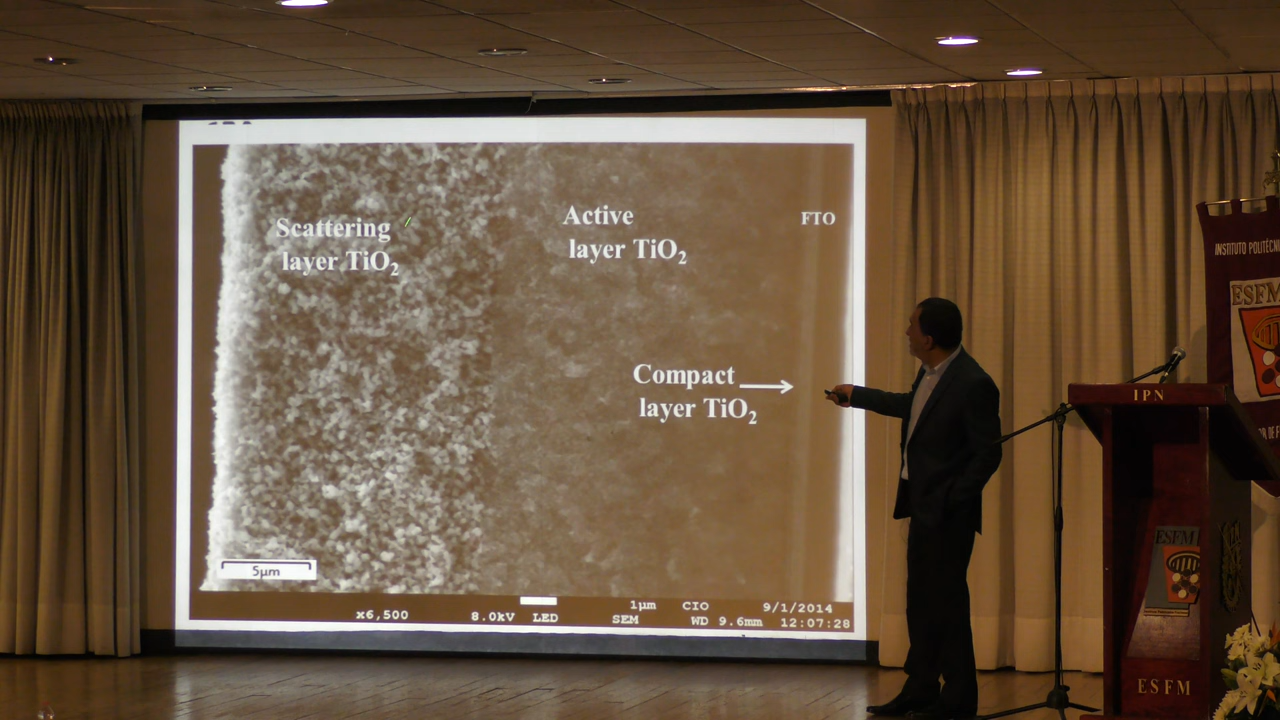 Scattering
layer TiO₂
Active
layer TiO₂
FTO
Compact
layer TiO₂
5µm
x6,500 8.0kV LED 1µm SEM CIO WD 9.6mm 9/1/2014 12:07:28
IPN
ESFM
ESFM
INSTITUTO
ESFM